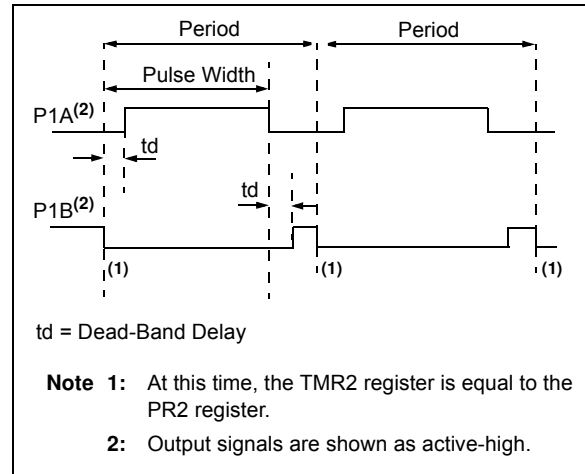 Period Period
Pulse Width
P1A(2)
td
td
P1B(2)
(1) (1) (1)
td = Dead-Band Delay
Note 1: At this time, the TMR2 register is equal to the
PR2 register.
2: Output signals are shown as active-high.